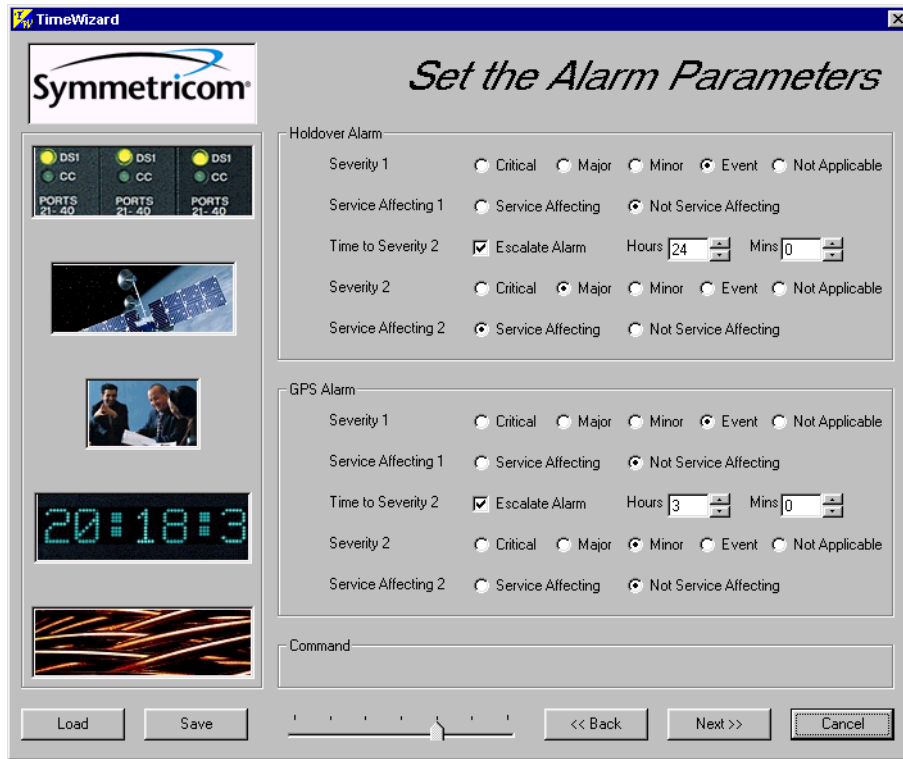 TimeWizard
Symmetricom
Set the Alarm Parameters
DS1 DS1 DS1
CC CC CC
PORTS PORTS PORTS
21-40 21-40 21-40
20:18:3
Holdover Alarm
Severity 1 Critical Major Minor Event Not Applicable
Service Affecting 1 Service Affecting Not Service Affecting
Time to Severity 2 Escalate Alarm Hours 24 Mins 0
Severity 2 Critical Major Minor Event Not Applicable
Service Affecting 2 Service Affecting Not Service Affecting
GPS Alarm
Severity 1 Critical Major Minor Event Not Applicable
Service Affecting 1 Service Affecting Not Service Affecting
Time to Severity 2 Escalate Alarm Hours 3 Mins 0
Severity 2 Critical Major Minor Event Not Applicable
Service Affecting 2 Service Affecting Not Service Affecting
Command
Load Save << Back Next >> Cancel